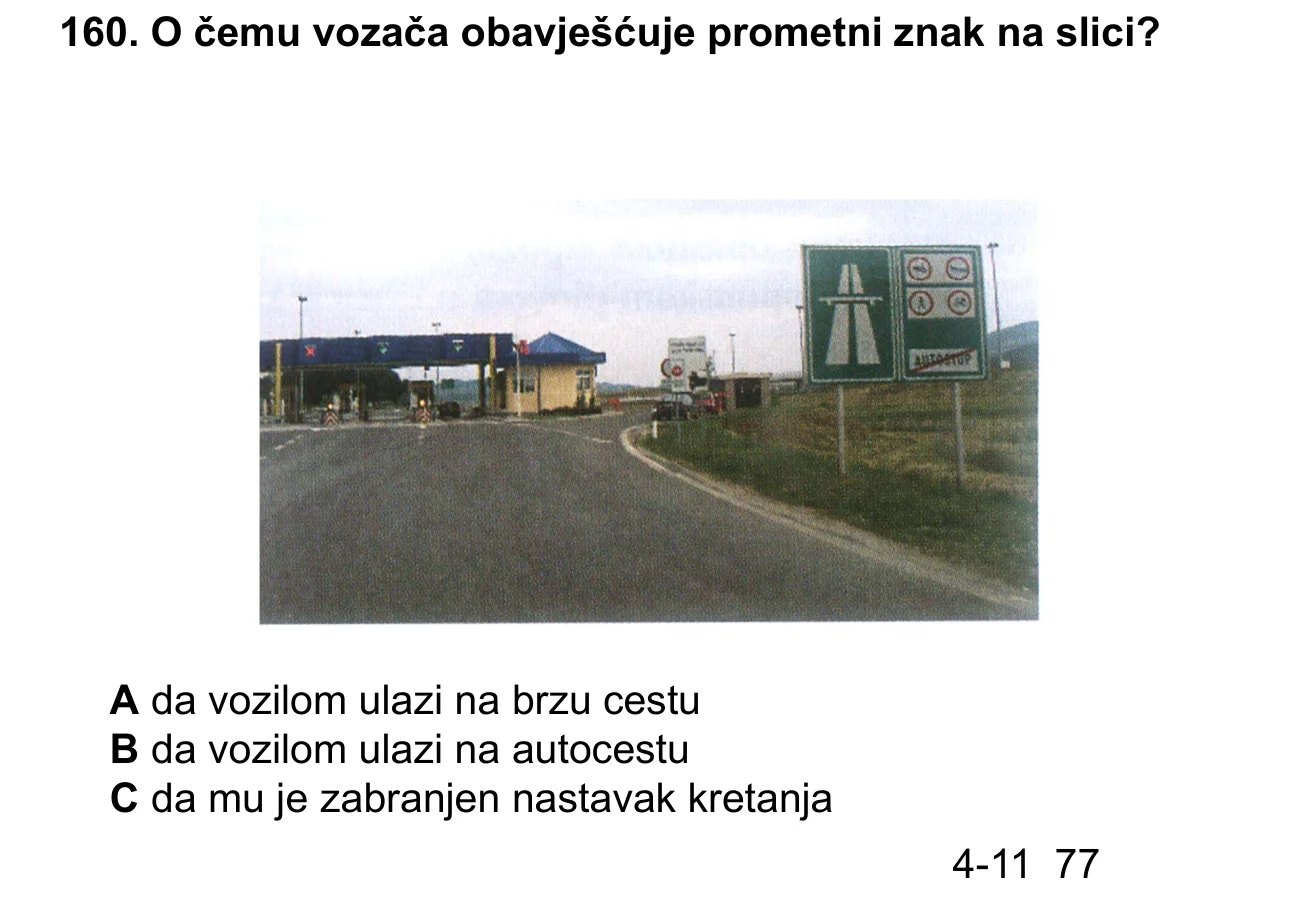 160. O čemu vozača obavješćuje prometni znak na slici?
AUTOSTOP
A da vozilom ulazi na brzu cestu
B da vozilom ulazi na autocestu
C da mu je zabranjen nastavak kretanja
4-11 77